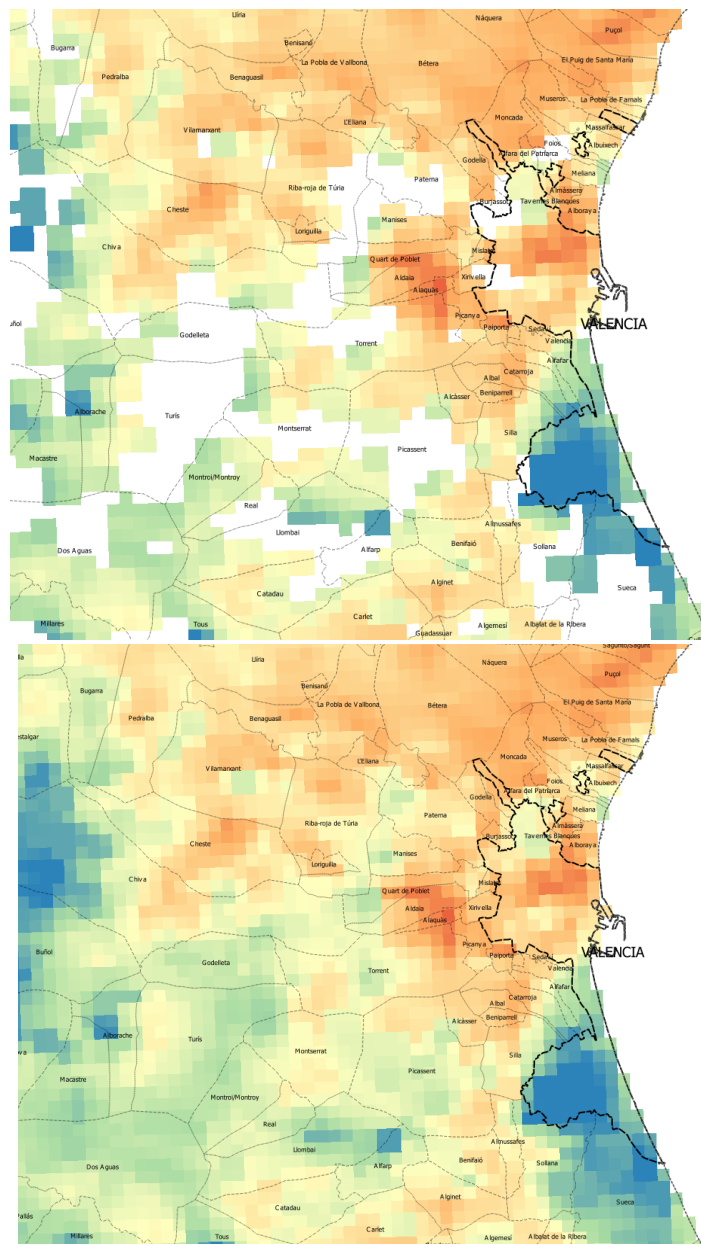 Llíria
Náquera
Puçol
Bugarra
Benisanó
La Pobla de Vallbona
Bétera
El Puig de Santa María
Pedralba
Benaguasil
Museros
La Pobla de Farnals
Vilamarxant
L'Eliana
Moncada
Massalfassar
Foios
Albuixech
Alfara del Patriarca
Godella
Paterna
Meliana
Riba-roja de Túria
Almàssera
Burjassot
Tavernes Blanques
Cheste
Manises
Alboraya
Loriguilla
Chiva
Mislata
Quart de Poblet
Aldaia
Xirivella
Alaquàs
Picanya
VALENCIA
Godelleta
Paiporta
Sedaví
Torrent
Valencia
Alfafar
Catarroja
Albal
Beniparrell
Alcàsser
Alborache
Turís
Montserrat
Silla
Picassent
Macastre
Montroi/Montroy
Real
Almussafes
Llombai
Benifaió
Sollana
Dos Aguas
Alfarp
Alginet
Sueca
Catadau
Carlet
Millares
Tous
Algemesí
Albalat de la Ribera
Guadassuar
Sagunto/Sagunt
Llíria
Náquera
Puçol
Bugarra
Benisanó
La Pobla de Vallbona
Bétera
El Puig de Santa María
Pedralba
Benaguasil
Museros
La Pobla de Farnals
Vilamarxant
L'Eliana
Moncada
Massalfassar
Foios
Albuixech
Alfara del Patriarca
Godella
Paterna
Meliana
Riba-roja de Túria
Almàssera
Burjassot
Tavernes Blanques
Cheste
Manises
Alboraya
Loriguilla
Chiva
Mislata
Quart de Poblet
Aldaia
Xirivella
Alaquàs
Picanya
Buñol
VALENCIA
Godelleta
Paiporta
Sedaví
Torrent
Valencia
Alfafar
Catarroja
Albal
Beniparrell
Alcàsser
Alborache
Turís
Montserrat
Silla
Picassent
Macastre
Montroi/Montroy
Real
Almussafes
Llombai
Benifaió
Sollana
Dos Aguas
Alfarp
Alginet
Sueca
Catadau
Carlet
Millares
Tous
Algemesí
Albalat de la Ribera